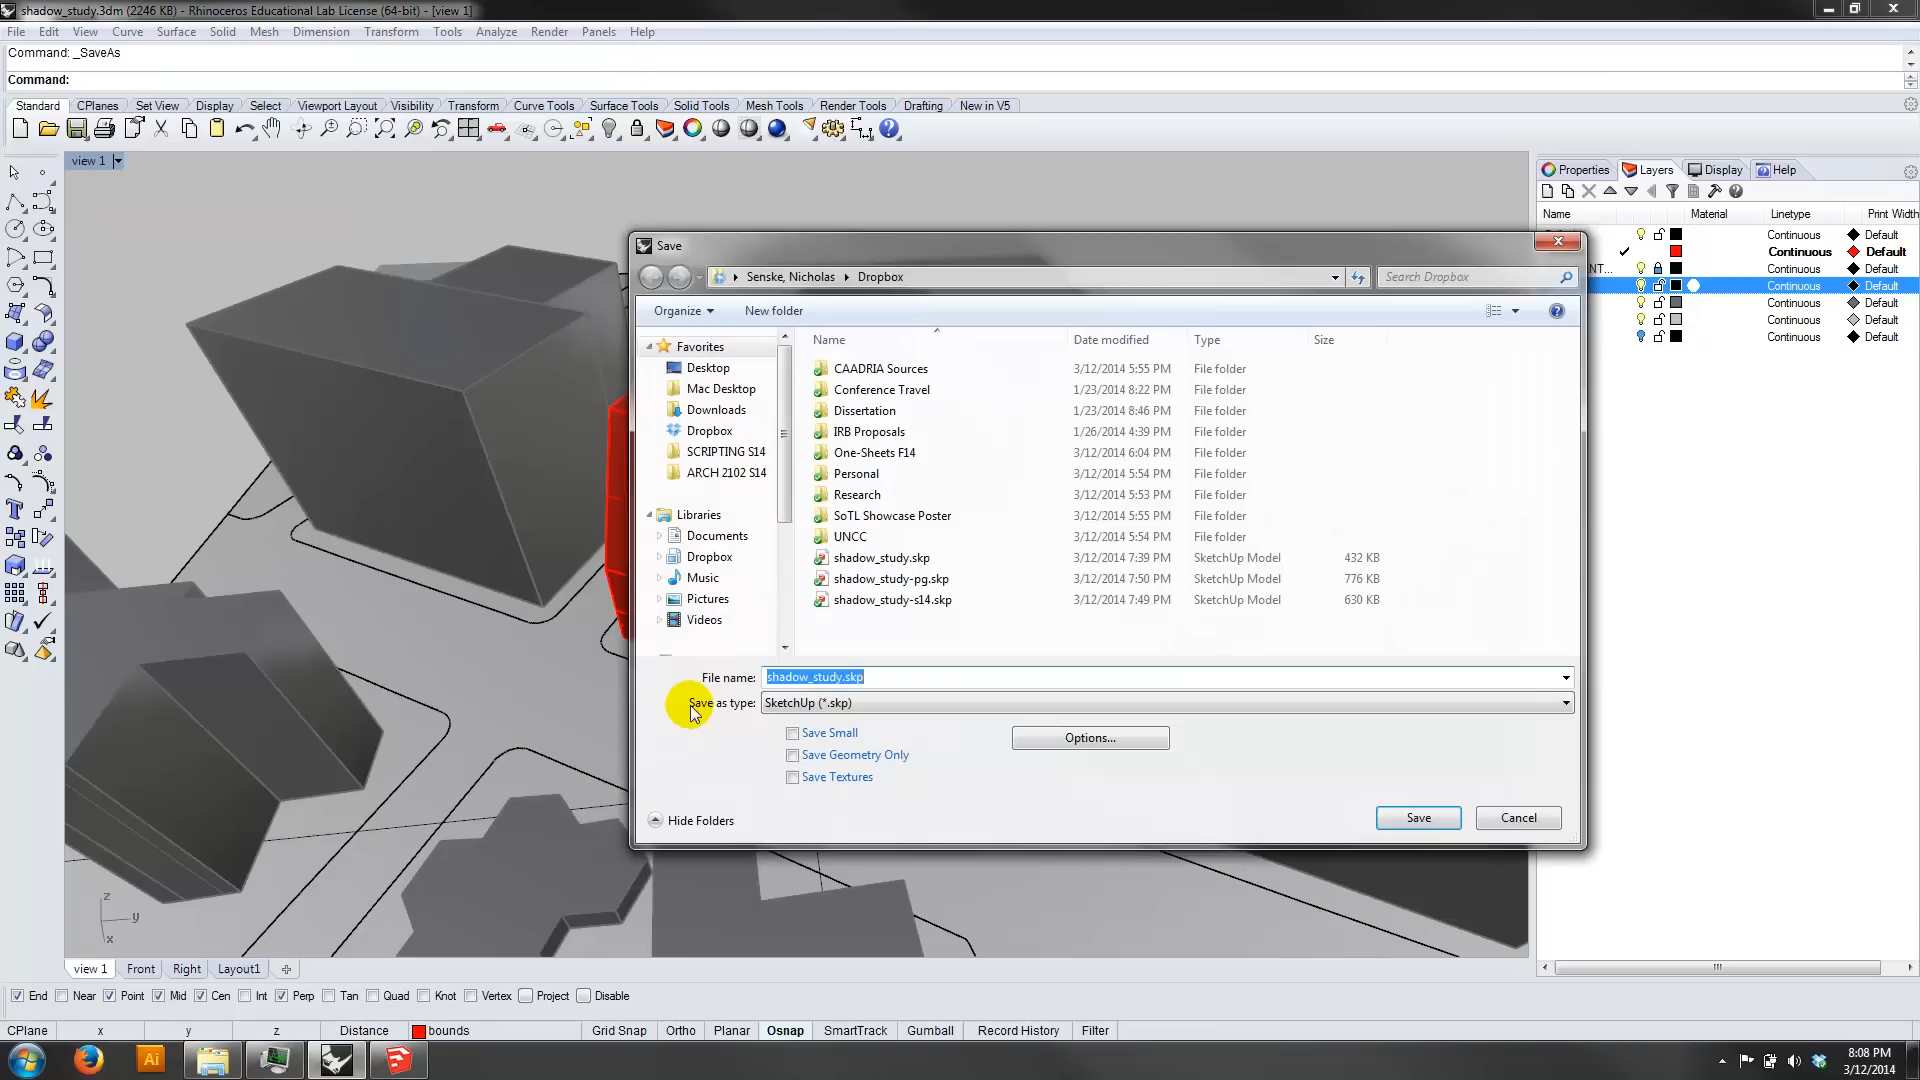 shadow_study.3dm (2246 KB) - Rhinoceros Educational Lab License (64-bit) - [view 1]
File Edit View Curve Surface Solid Mesh Dimension Transform Tools Analyze Render Panels Help
Command: _SaveAs
Command:
Standard CPlanes Set View Display Select Viewport Layout Visibility Transform Curve Tools Surface Tools Solid Tools Mesh Tools Render Tools Drafting New in V5
view 1
Properties Layers Display Help
Name Material Linetype Print Width
Continuous Default
Continuous Default
NT... Continuous Default
Continuous Default
Continuous Default
Continuous Default
Continuous Default
Save
Senske, Nicholas Dropbox
Search Dropbox
Organize New folder
Name Date modified Type Size
Favorites
Desktop
Mac Desktop
Downloads
Dropbox
SCRIPTING S14
ARCH 2102 S14
Libraries
Documents
Dropbox
Music
Pictures
Videos
CAADRIA Sources 3/12/2014 5:55 PM File folder
Conference Travel 1/23/2014 8:22 PM File folder
Dissertation 1/23/2014 8:46 PM File folder
IRB Proposals 1/26/2014 4:39 PM File folder
One-Sheets F14 3/12/2014 6:04 PM File folder
Personal 3/12/2014 5:54 PM File folder
Research 3/12/2014 5:53 PM File folder
SoTL Showcase Poster 3/12/2014 5:55 PM File folder
UNCC 3/12/2014 5:54 PM File folder
shadow_study.skp 3/12/2014 7:39 PM SketchUp Model 432 KB
shadow_study-pg.skp 3/12/2014 7:50 PM SketchUp Model 776 KB
shadow_study-s14.skp 3/12/2014 7:49 PM SketchUp Model 630 KB
File name: shadow_study.skp
Save as type: SketchUp (*.skp)
Save Small
Save Geometry Only
Save Textures
Options...
Hide Folders
Save Cancel
z
y
x
view 1 Front Right Layout1
End Near Point Mid Cen Int Perp Tan Quad Knot Vertex Project Disable
CPlane x y z Distance bounds Grid Snap Ortho Planar Osnap SmartTrack Gumball Record History Filter
Ai
8:08 PM
3/12/2014